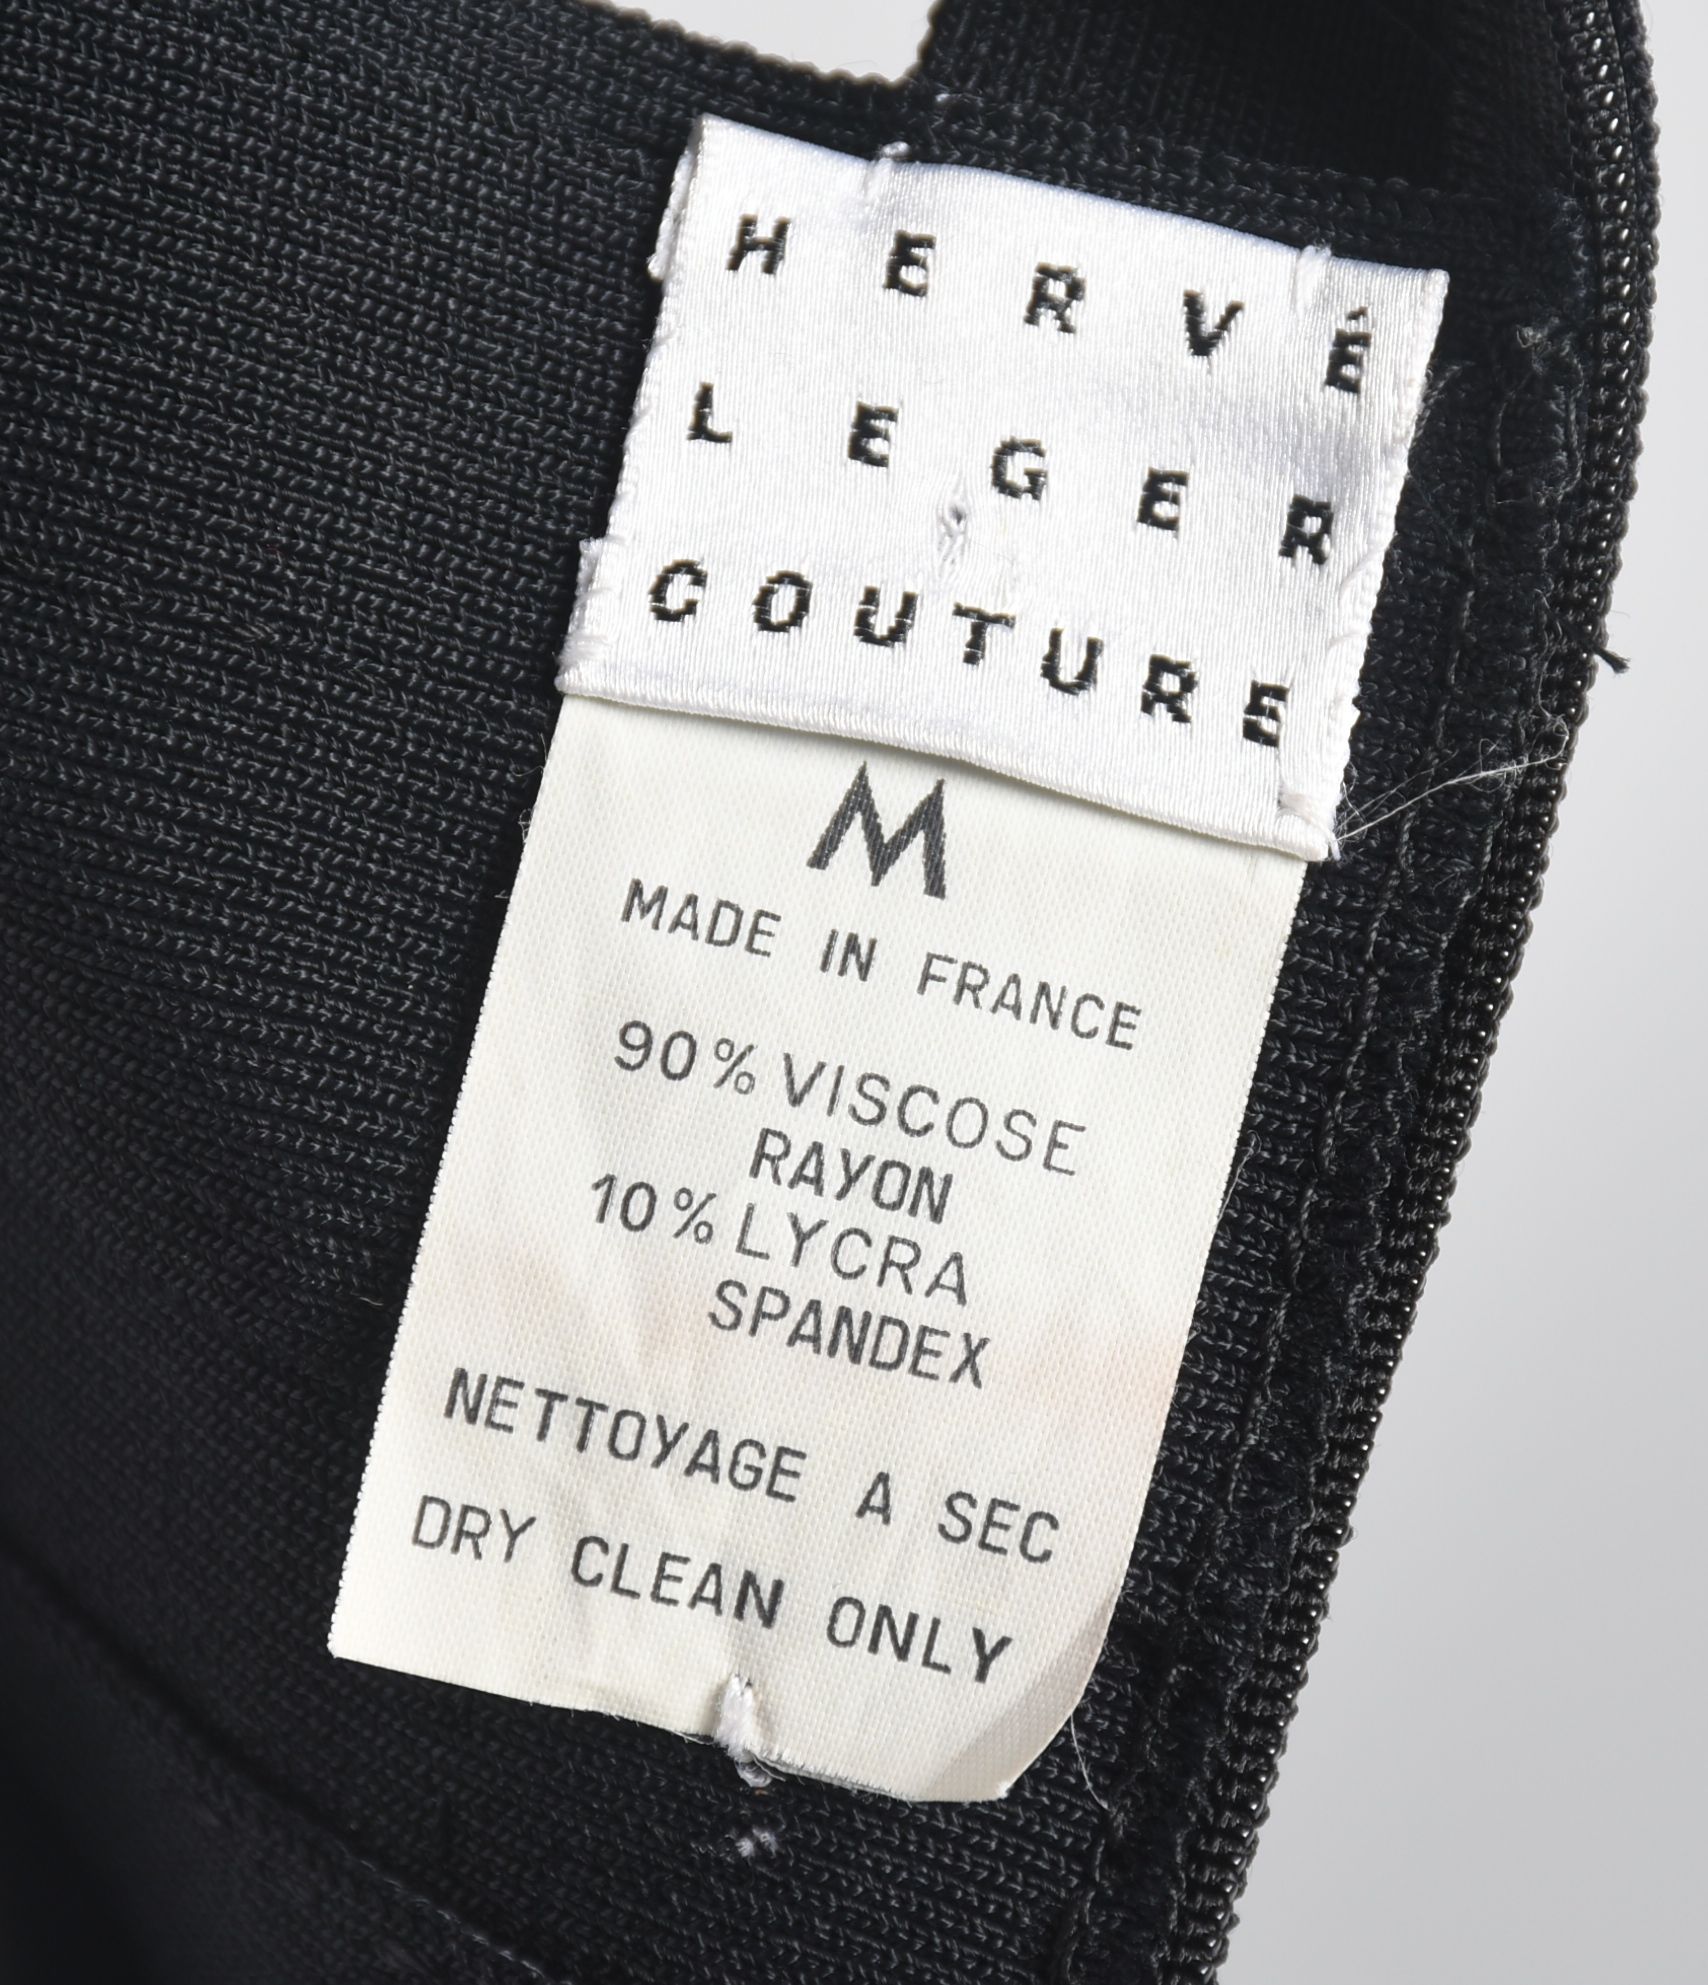 HERVÉ
LEGER
COUTURE
M
MADE IN FRANCE
90% VISCOSE
RAYON
10% LYCRA
SPANDEX
NETTOYAGE A SEC
DRY CLEAN ONLY